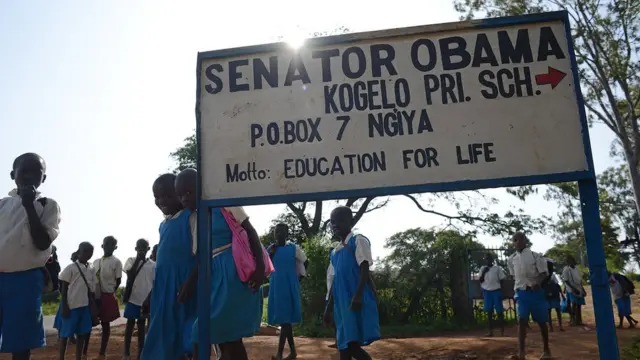 SENATOR OBAMA
KOGELO PRI. SCH.
P.O.BOX 7 NGIYA
MOTTO: EDUCATION FOR LIFE